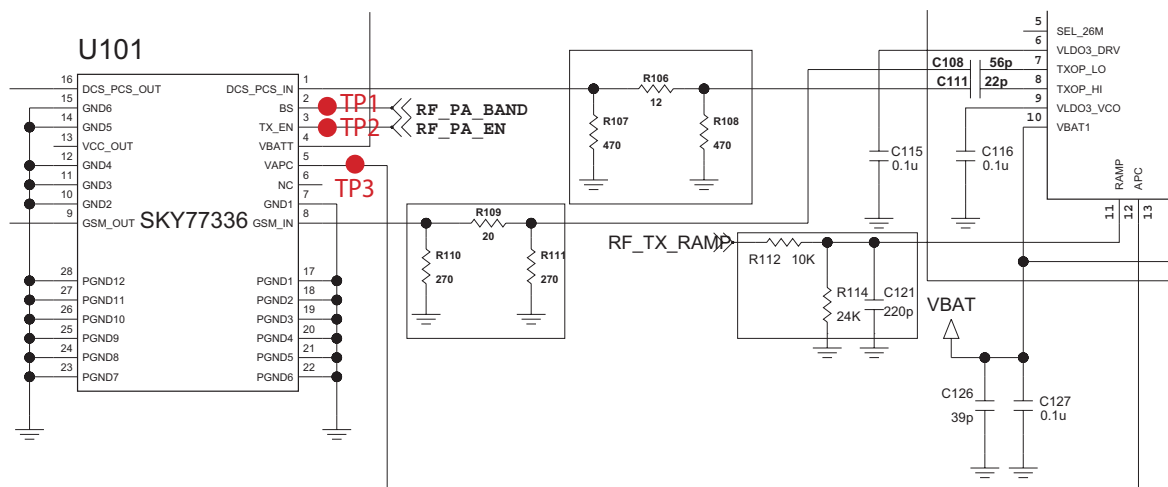 U101
SKY77336
16 DCS_PCS_OUT
15 GND6
14 GND5
13 VCC_OUT
12 GND4
11 GND3
10 GND2
9 GSM_OUT
28 PGND12
27 PGND11
26 PGND10
25 PGND9
24 PGND8
23 PGND7
DCS_PCS_IN 1
BS 2
TX_EN 3
VBATT 4
VAPC 5
NC 6
GND1 7
GSM_IN 8
PGND1 17
PGND2 18
PGND3 19
PGND4 20
PGND5 21
PGND6 22
TP1
TP2
TP3
RF_PA_BAND
RF_PA_EN
R106
12
R107
470
R108
470
R109
20
R110
270
R111
270
RF_TX_RAMP
R112 10K
R114
24K
C121
220p
C108 56p
C111 22p
C115
0.1u
C116
0.1u
5 SEL_26M
6 VLDO3_DRV
7 TXOP_LO
8 TXOP_HI
9 VLDO3_VCO
10 VBAT1
RAMP
APC
11
12
13
VBAT
C126
39p
C127
0.1u